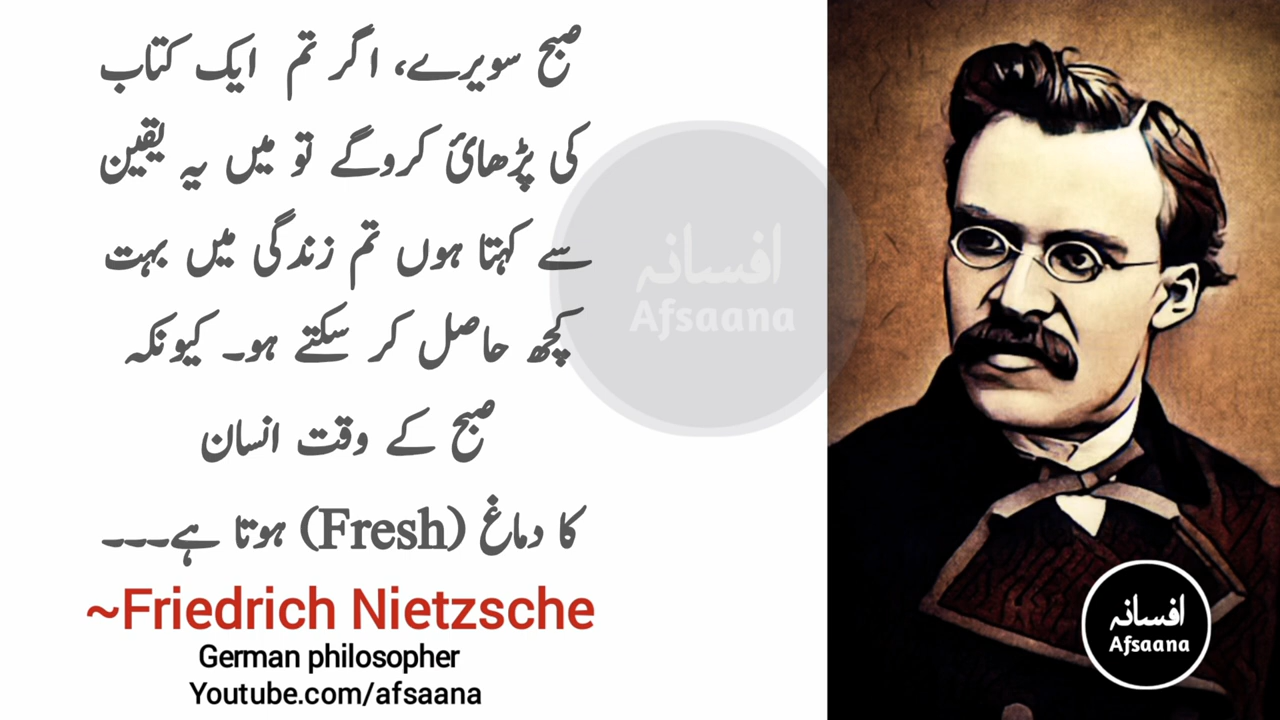 صبح سویرے، اگر تم ایک کتاب
کی پڑھائ کروگے تو میں یہ یقین
سے کہتا ہوں تم زندگی میں بہت
کچھ حاصل کر سکتے ہو۔ کیونکہ
صبح کے وقت انسان
کا دماغ (Fresh) ہوتا ہے۔۔۔
~Friedrich Nietzsche
German philosopher
Youtube.com/afsaana
افسانہ
Afsaana
افسانہ
Afsaana